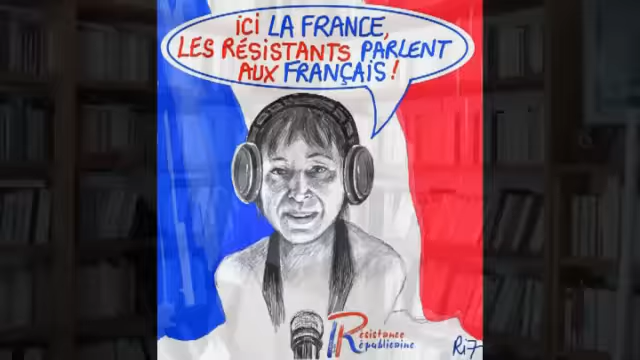 ICI LA FRANCE,
LES RÉSISTANTS PARLENT
AUX FRANÇAIS !
Résistance
Républicaine
Ri7